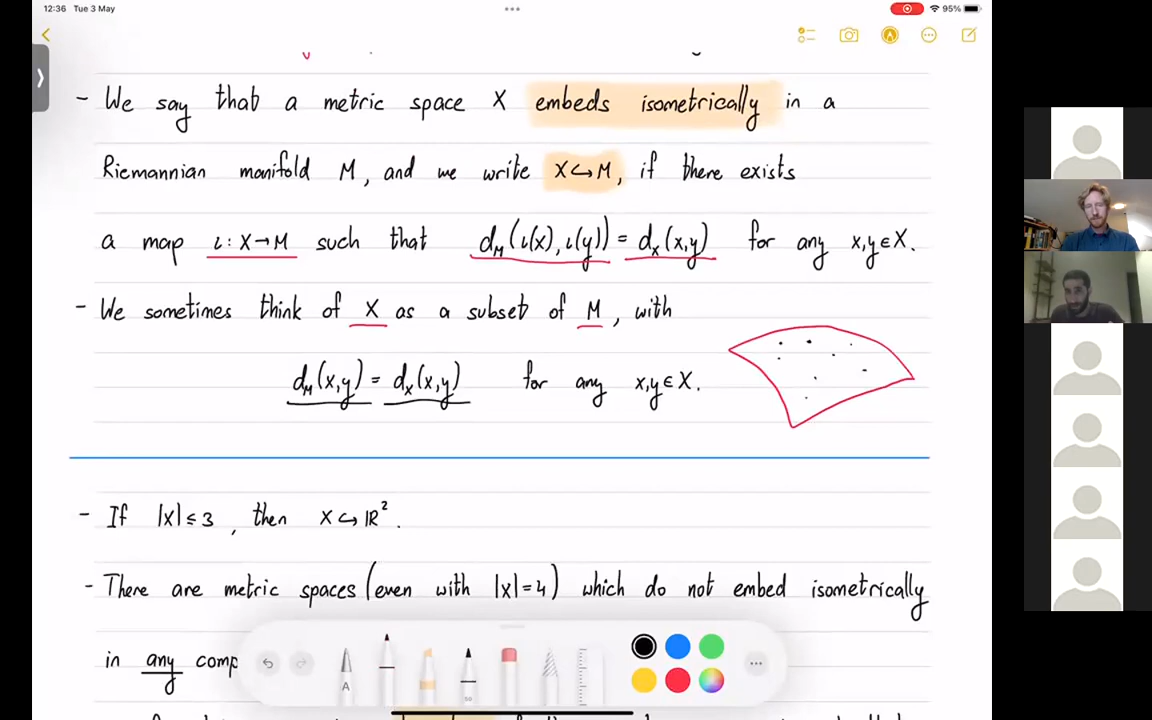 12:36 Tue 3 May
95%
- We say that a metric space X embeds isometrically in a
Riemannian manifold M, and we write X↪M, if there exists
a map ι: X→M such that d_M(ι(x), ι(y)) = d_X(x,y) for any x,y∈X.
- We sometimes think of X as a subset of M, with
d_M(x,y) = d_X(x,y) for any x,y∈X.
- If |X|≤3, then X↪ℝ².
- There are metric spaces (even with |X|=4) which do not embed isometrically
in any comp
A
50